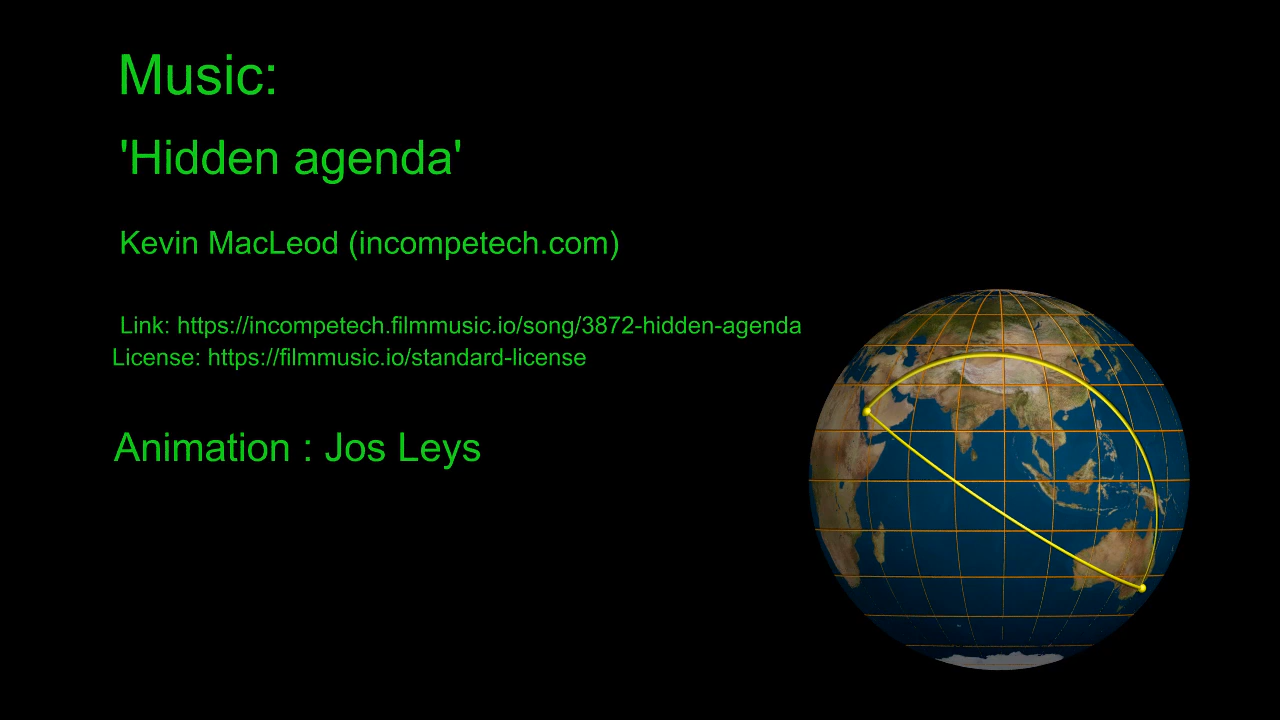 Music:
'Hidden agenda'
Kevin MacLeod (incompetech.com)
Link: https://incompetech.filmmusic.io/song/3872-hidden-agenda
License: https://filmmusic.io/standard-license
Animation : Jos Leys